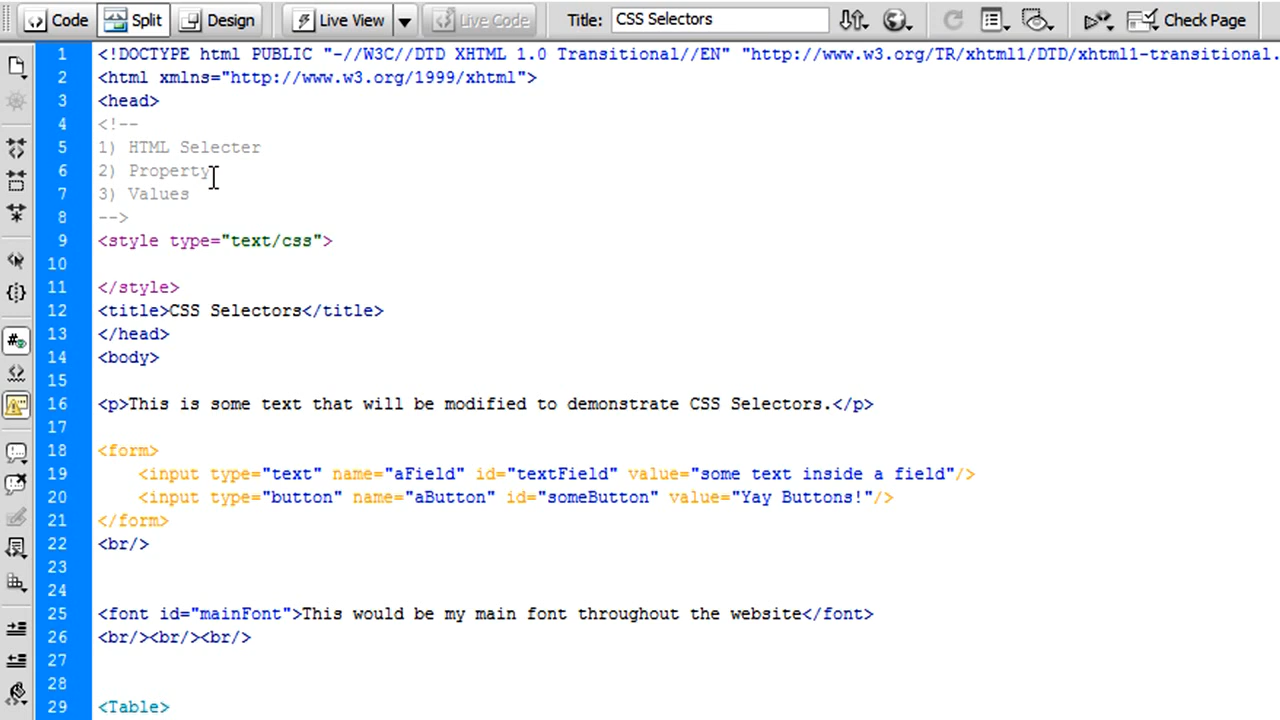 Code Split Design Live View Live Code Title: CSS Selectors Check Page
1 <!DOCTYPE html PUBLIC "-//W3C//DTD XHTML 1.0 Transitional//EN" "http://www.w3.org/TR/xhtml1/DTD/xhtml1-transitional.
2 <html xmlns="http://www.w3.org/1999/xhtml">
3 <head>
4 <!--
5 1) HTML Selecter
6 2) Property
7 3) Values
8 -->
9 <style type="text/css">
10
11 </style>
12 <title>CSS Selectors</title>
13 </head>
14 <body>
15
16 <p>This is some text that will be modified to demonstrate CSS Selectors.</p>
17
18 <form>
19 <input type="text" name="aField" id="textField" value="some text inside a field"/>
20 <input type="button" name="aButton" id="someButton" value="Yay Buttons!"/>
21 </form>
22 <br/>
23
24
25 <font id="mainFont">This would be my main font throughout the website</font>
26 <br/><br/><br/>
27
28
29 <Table>